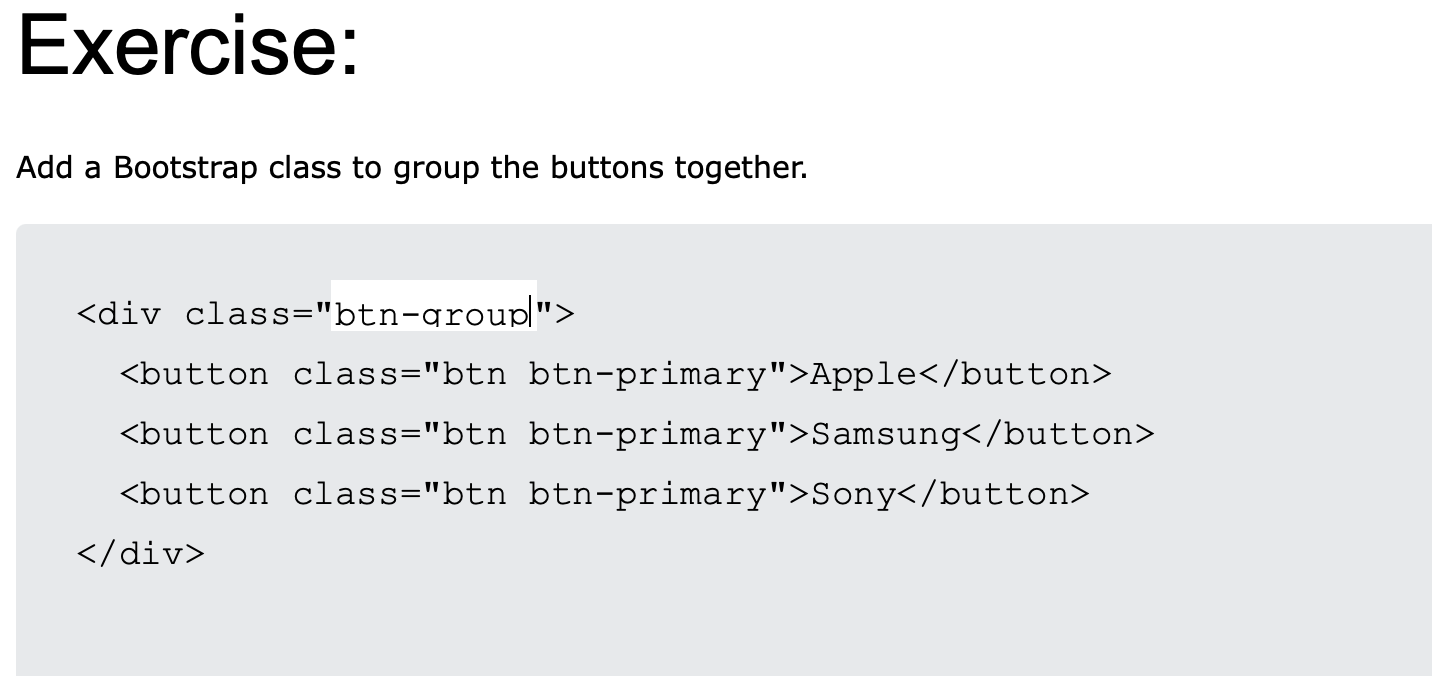 Exercise:
Add a Bootstrap class to group the buttons together.
<div class="btn-group">
<button class="btn btn-primary">Apple</button>
<button class="btn btn-primary">Samsung</button>
<button class="btn btn-primary">Sony</button>
</div>